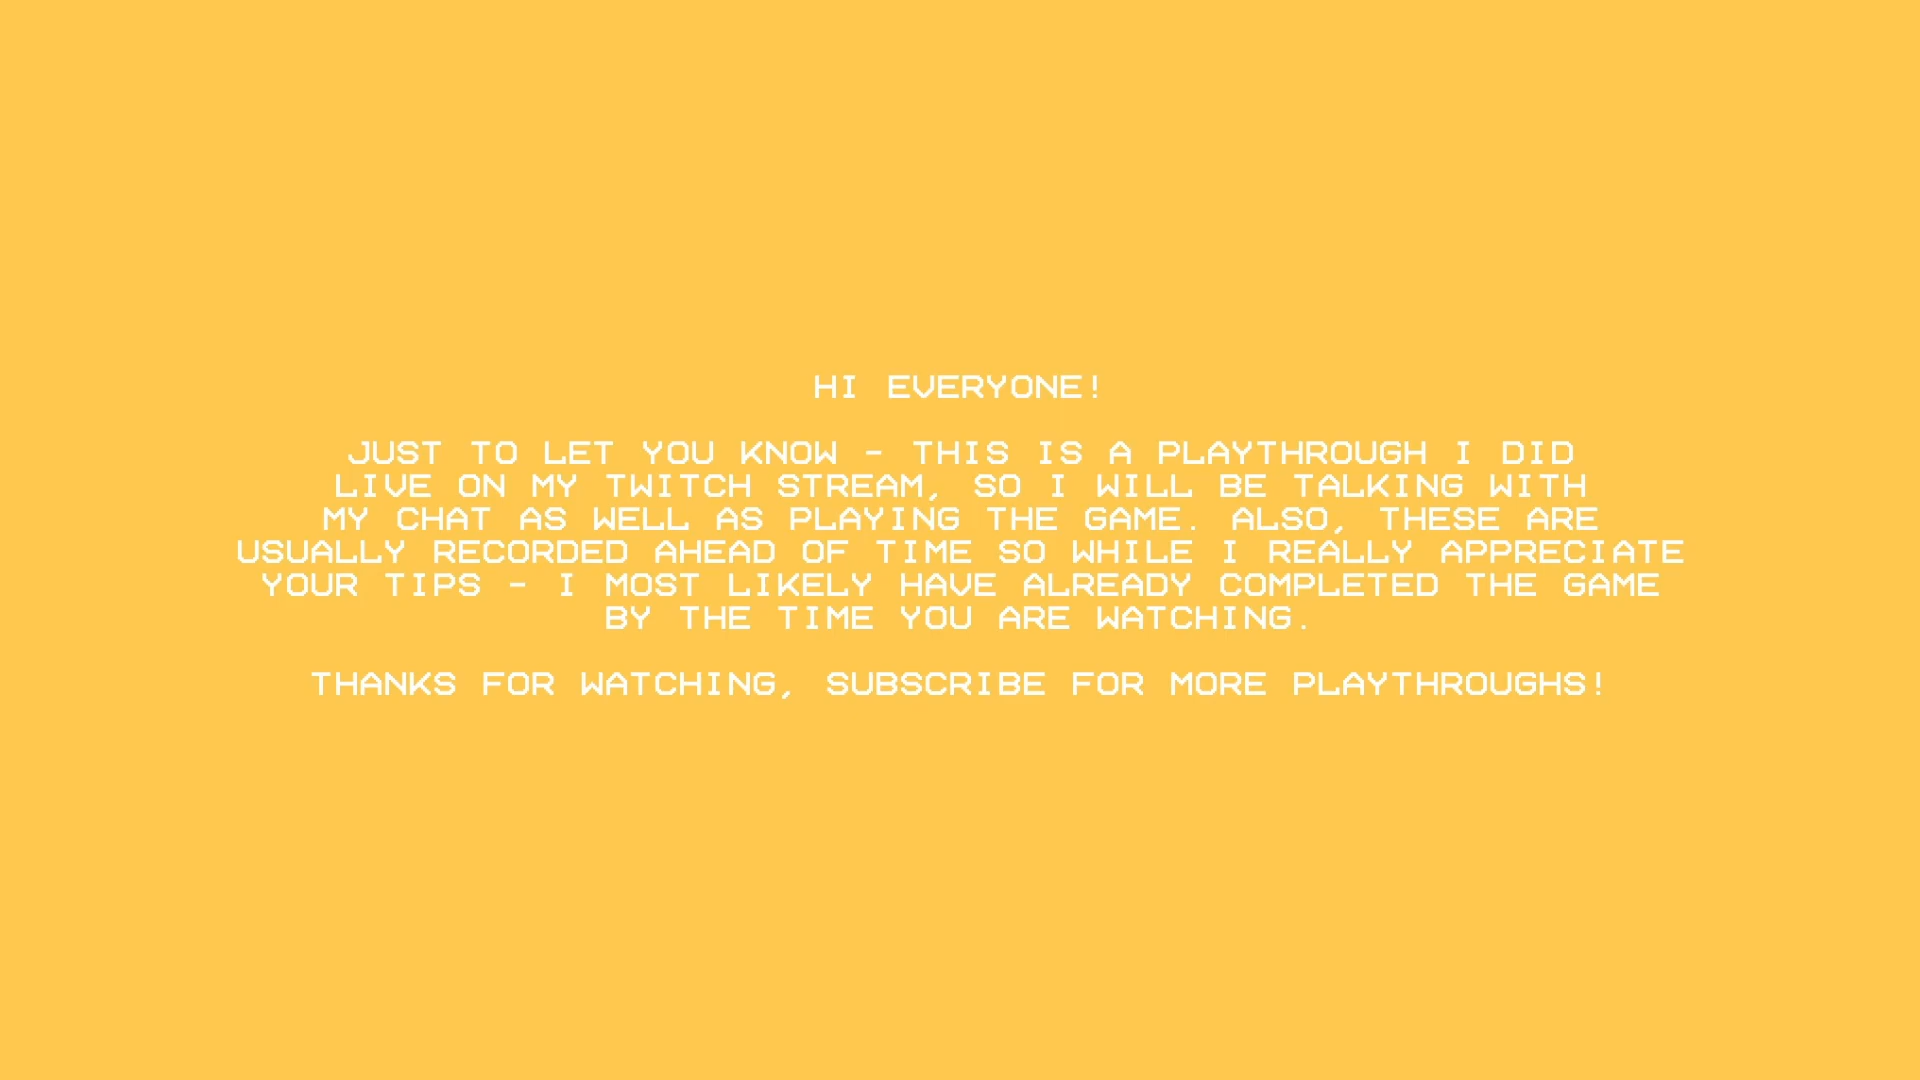 HI EVERYONE!
JUST TO LET YOU KNOW - THIS IS A PLAYTHROUGH I DID
LIVE ON MY TWITCH STREAM, SO I WILL BE TALKING WITH
MY CHAT AS WELL AS PLAYING THE GAME. ALSO, THESE ARE
USUALLY RECORDED AHEAD OF TIME SO WHILE I REALLY APPRECIATE
YOUR TIPS - I MOST LIKELY HAVE ALREADY COMPLETED THE GAME
BY THE TIME YOU ARE WATCHING.
THANKS FOR WATCHING, SUBSCRIBE FOR MORE PLAYTHROUGHS!